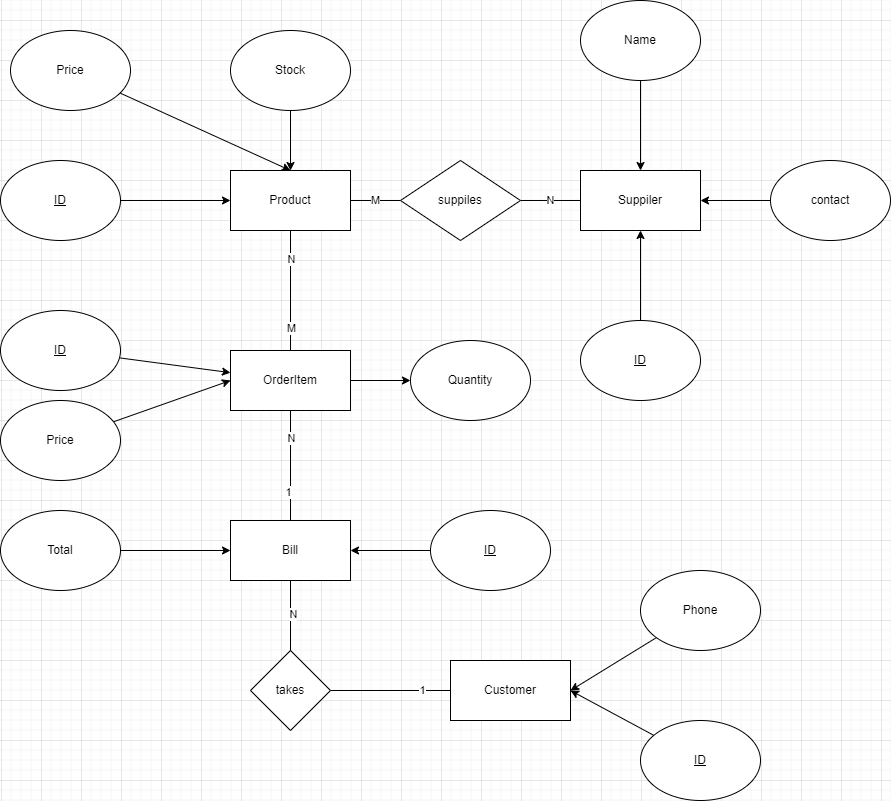 Name
Price
Stock
ID
Product
M
suppiles
N
Suppiler
contact
N
M
ID
OrderItem
Quantity
ID
Price
N
1
Total
Bill
ID
N
Phone
takes
1
Customer
ID